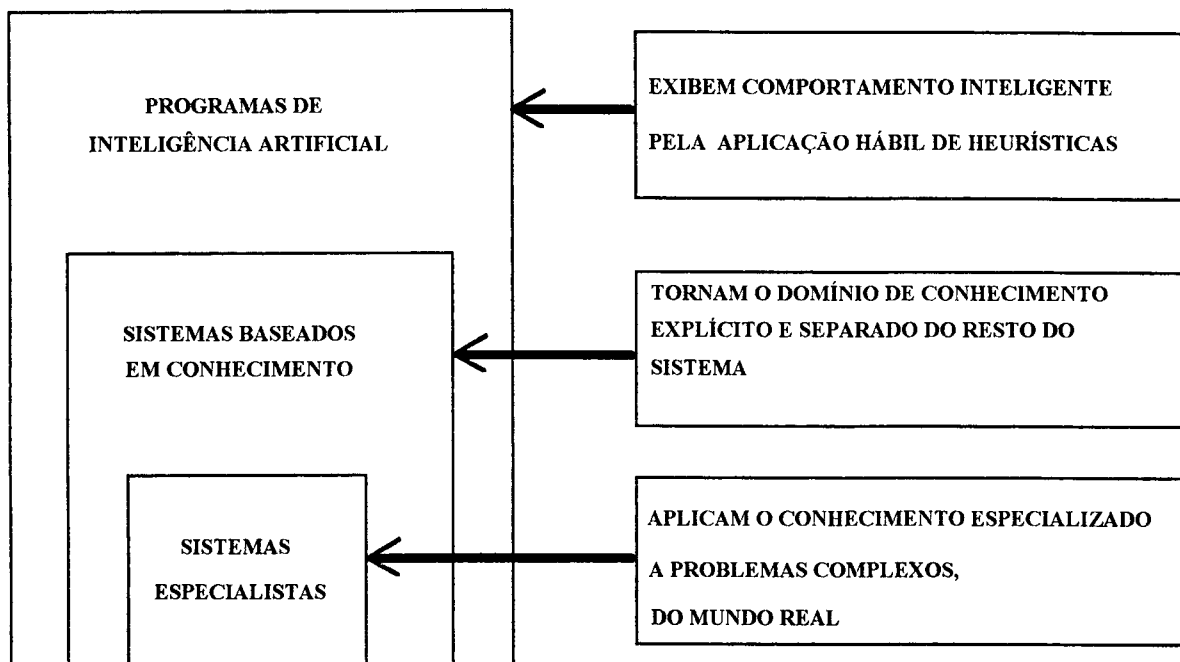 PROGRAMAS DE
INTELIGÊNCIA ARTIFICIAL
EXIBEM COMPORTAMENTO INTELIGENTE
PELA APLICAÇÃO HÁBIL DE HEURÍSTICAS
SISTEMAS BASEADOS
EM CONHECIMENTO
TORNAM O DOMÍNIO DE CONHECIMENTO
EXPLÍCITO E SEPARADO DO RESTO DO
SISTEMA
SISTEMAS
ESPECIALISTAS
APLICAM O CONHECIMENTO ESPECIALIZADO
A PROBLEMAS COMPLEXOS,
DO MUNDO REAL